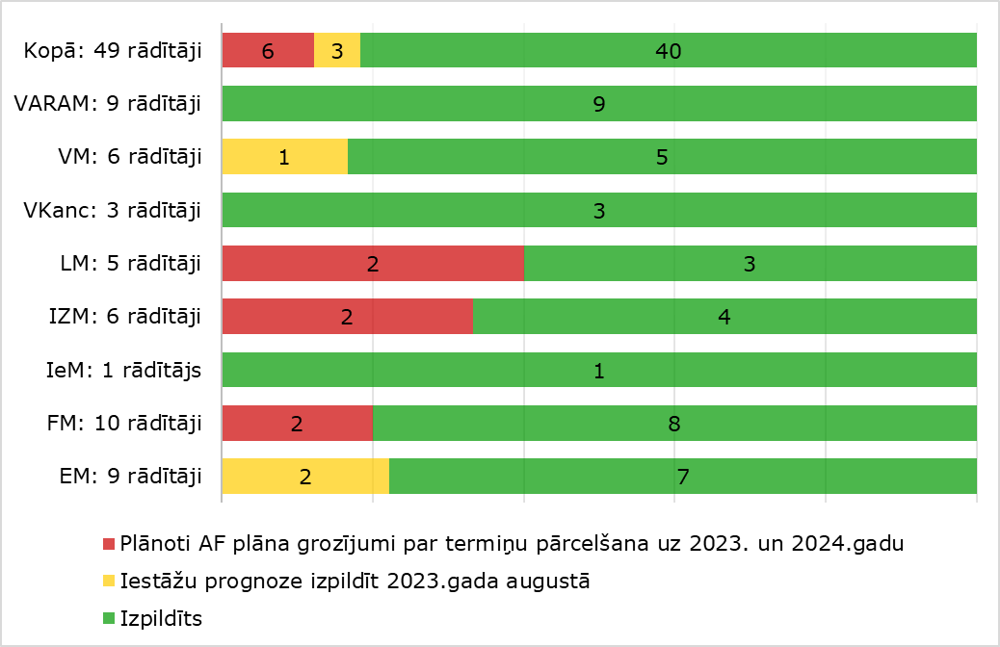 Kopā: 49 rādītāji 6 3 40
VARAM: 9 rādītāji 9
VM: 6 rādītāji 1 5
VKanc: 3 rādītāji 3
LM: 5 rādītāji 2 3
IZM: 6 rādītāji 2 4
IeM: 1 rādītājs 1
FM: 10 rādītāji 2 8
EM: 9 rādītāji 2 7
Plānoti AF plāna grozījumi par termiņu pārcelšana uz 2023. un 2024.gadu
Iestāžu prognoze izpildīt 2023.gada augustā
Izpildīts